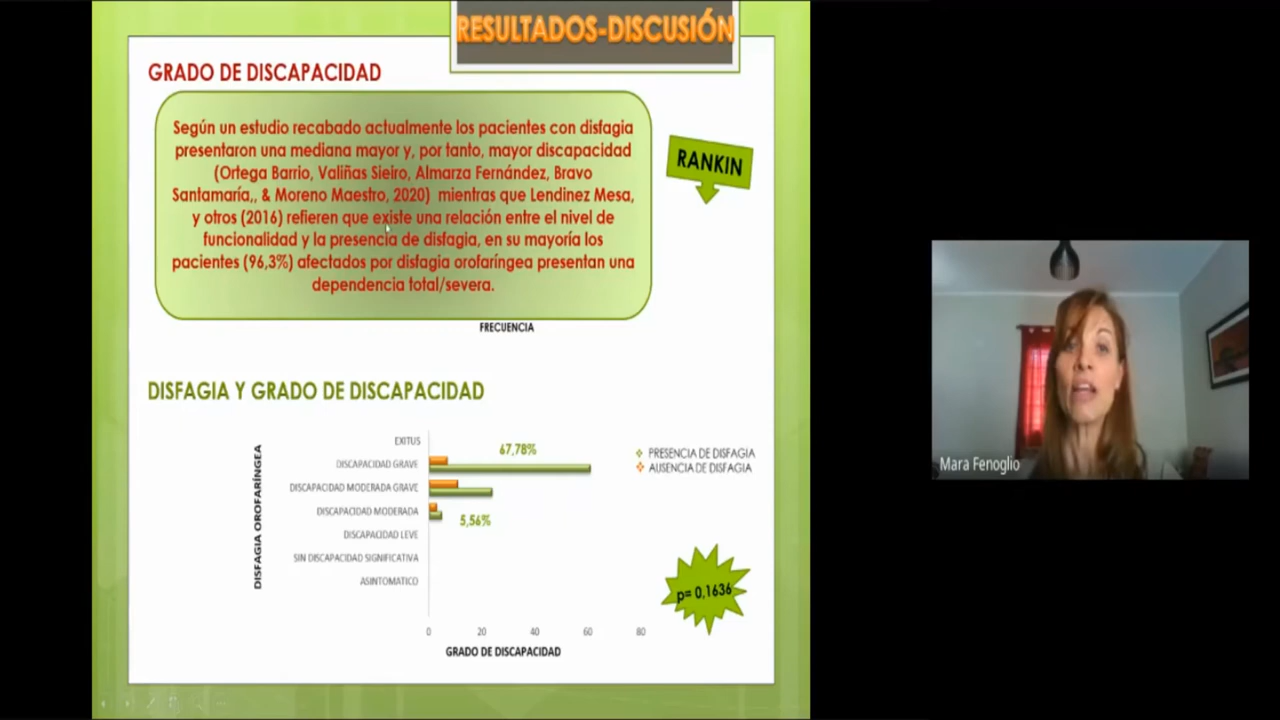 RESULTADOS-DISCUSIÓN
GRADO DE DISCAPACIDAD
Según un estudio recabado actualmente los pacientes con disfagia
presentaron una mediana mayor y, por tanto, mayor discapacidad
(Ortega Barrio, Valiñas Sieiro, Almarza Fernández, Bravo
Santamaría,, & Moreno Maestro, 2020) mientras que Lendinez Mesa,
y otros (2016) refieren que existe una relación entre el nivel de
funcionalidad y la presencia de disfagia, en su mayoría los
pacientes (96,3%) afectados por disfagia orofaríngea presentan una
dependencia total/severa.
RANKIN
FRECUENCIA
DISFAGIA Y GRADO DE DISCAPACIDAD
DISFAGIA OROFARÍNGEA
EXITUS
DISCAPACIDAD GRAVE
DISCAPACIDAD MODERADA GRAVE
DISCAPACIDAD MODERADA
DISCAPACIDAD LEVE
SIN DISCAPACIDAD SIGNIFICATIVA
ASINTOMATICO
67,78%
5,56%
PRESENCIA DE DISFAGIA
AUSENCIA DE DISFAGIA
p= 0,1636
0 20 40 60 80
GRADO DE DISCAPACIDAD
Mara Fenoglio